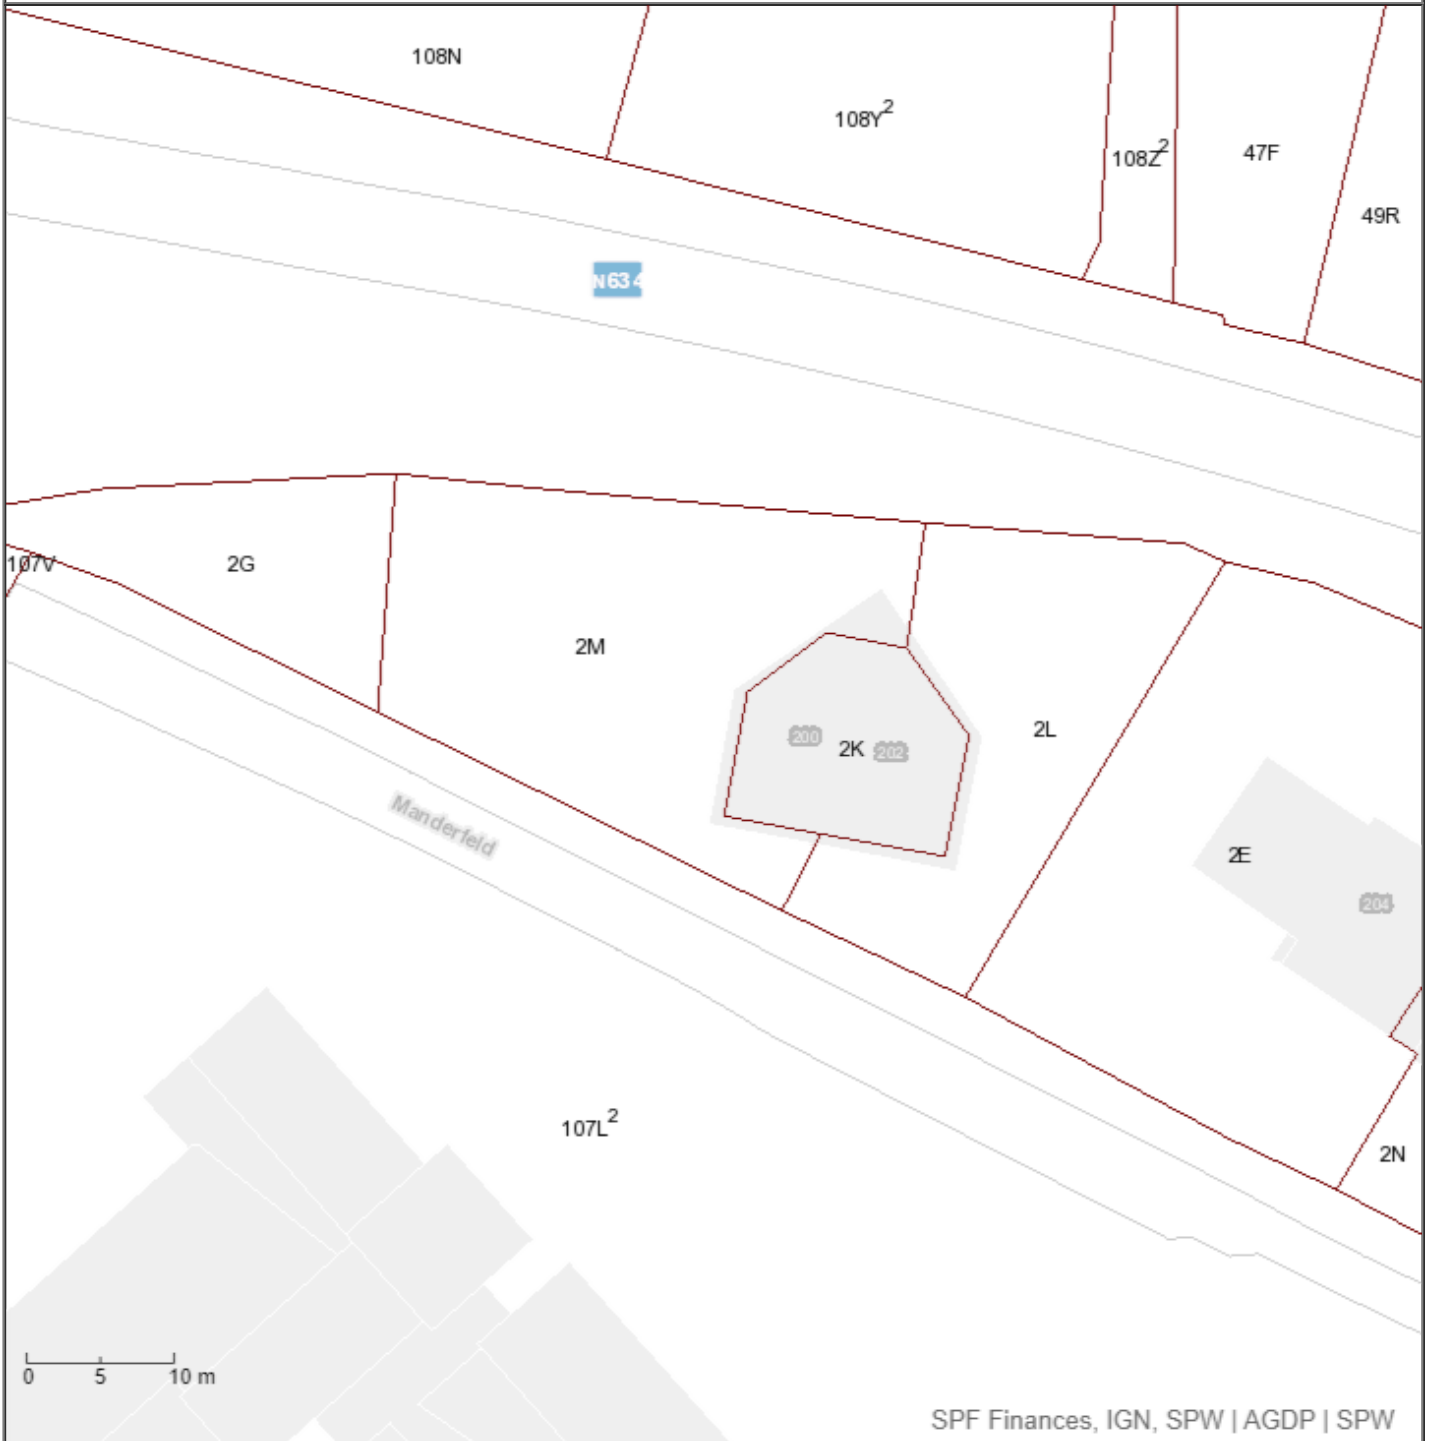 108N
108Y²
108Z²
47F
49R
N634
107V
2G
2M
2L
200
2K
202
Manderfeld
2E
204
107L²
2N
0 5 10 m
SPF Finances, IGN, SPW | AGDP | SPW